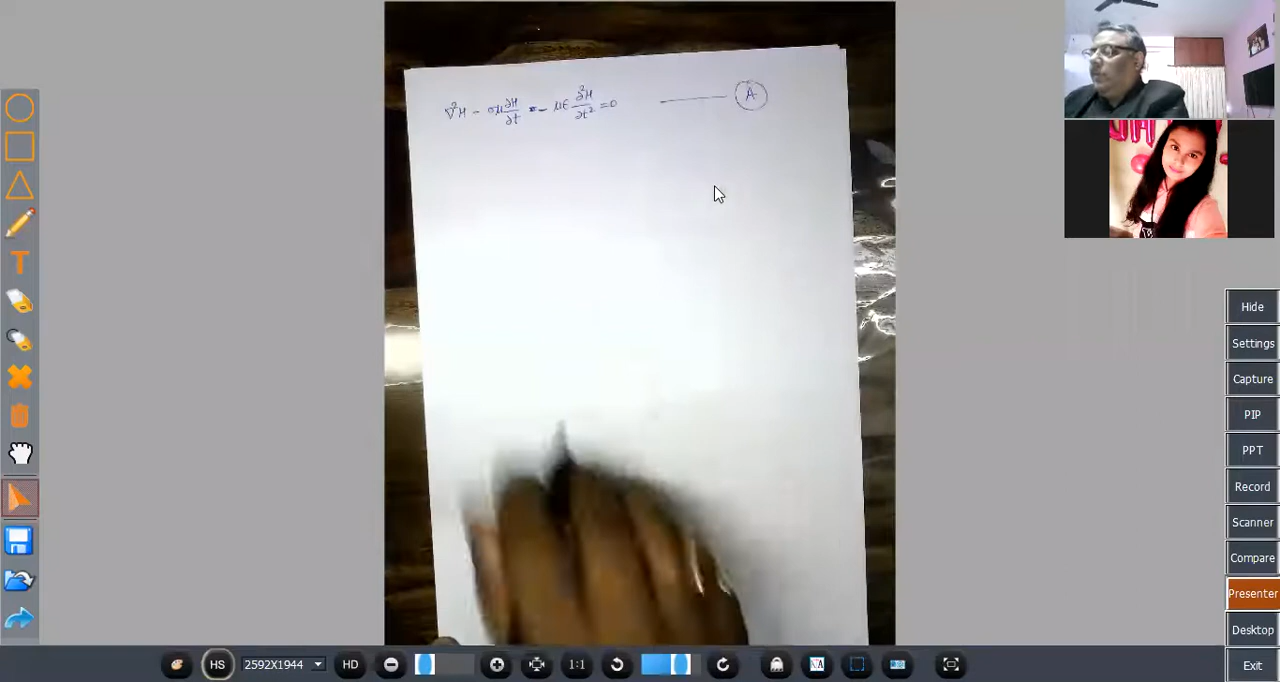 ∇²H - σμ ∂H/∂t - με ∂²H/∂t² = 0 ——— (A)
T
Hide
Settings
Capture
PIP
PPT
Record
Scanner
Compare
Presenter
Desktop
Exit
HS 2592X1944 HD 1:1